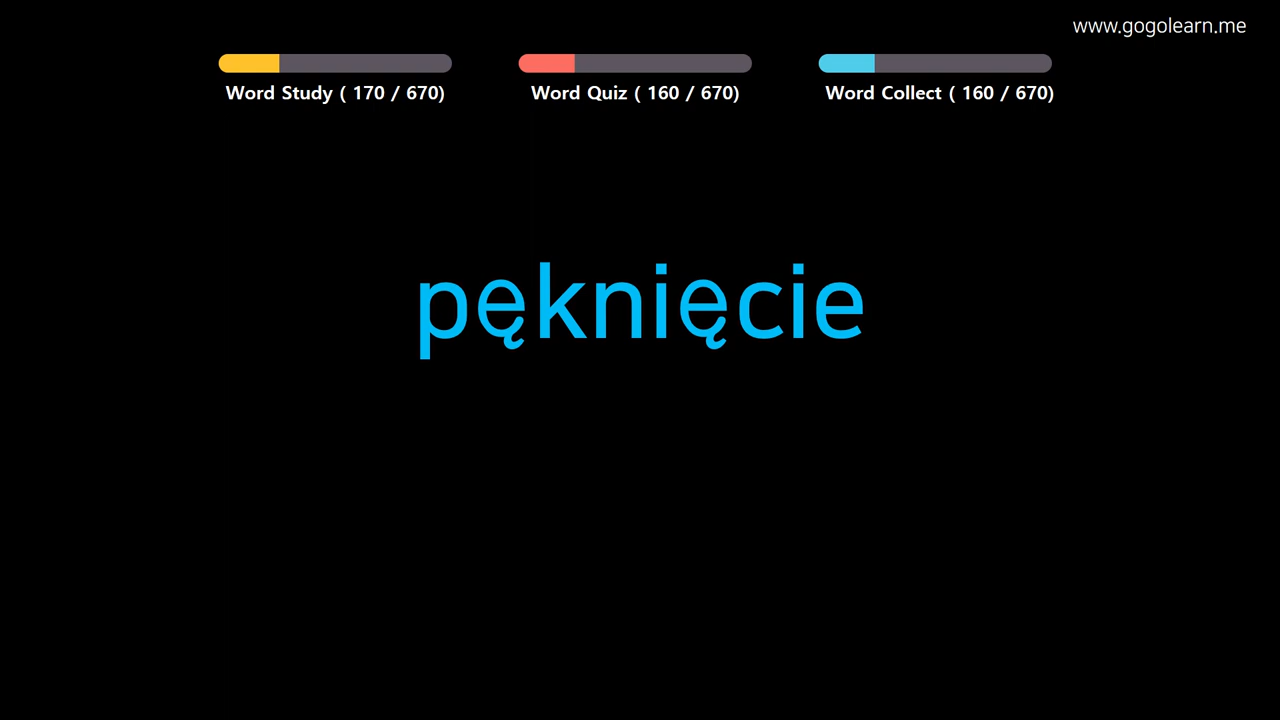 www.gogolearn.me
Word Study ( 170 / 670)
Word Quiz ( 160 / 670)
Word Collect ( 160 / 670)
pęknięcie